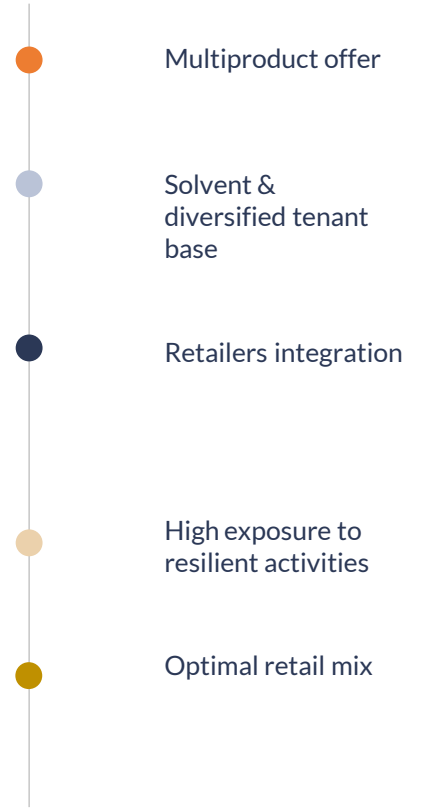 Multiproduct offer
Solvent &
diversified tenant
base
Retailers integration
High exposure to
resilient activities
Optimal retail mix